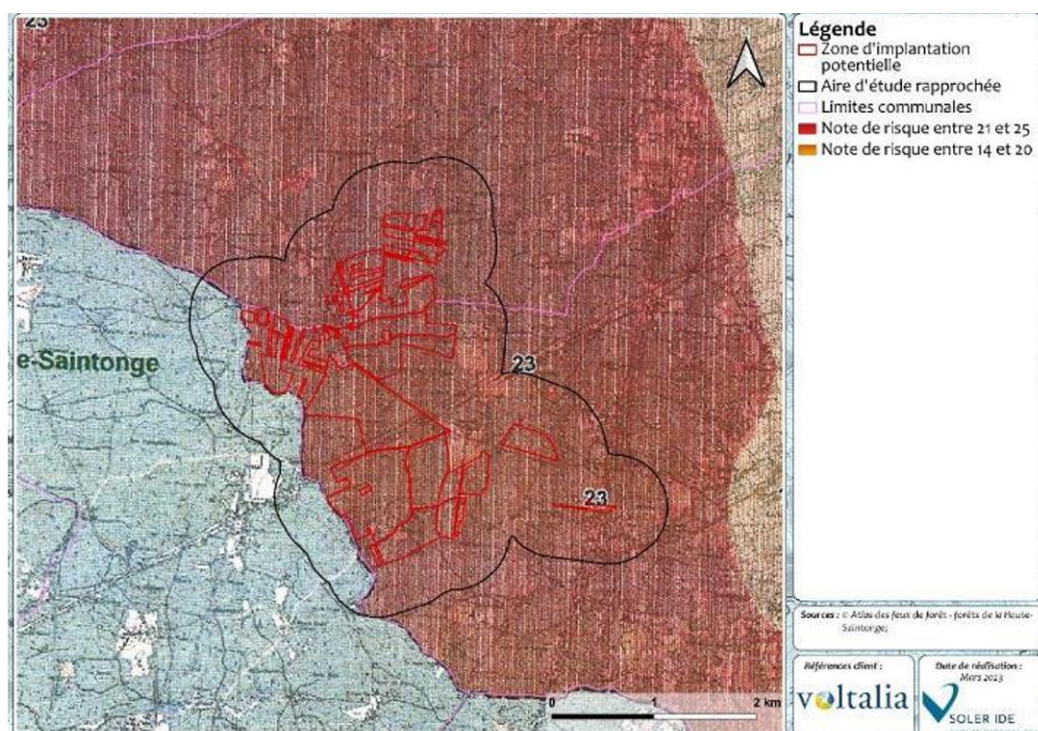 23
e-Saintonge
23
23
0 1 2 km
Légende
Zone d'implantation
potentielle
Aire d'étude rapprochée
Limites communales
Note de risque entre 21 et 25
Note de risque entre 14 et 20
Sources : © Atlas des feux de forêt - forêts de la Haute-
Saintonge;
Références client :
voltalia
Date de réalisation :
Mars 2023
SOLER IDE